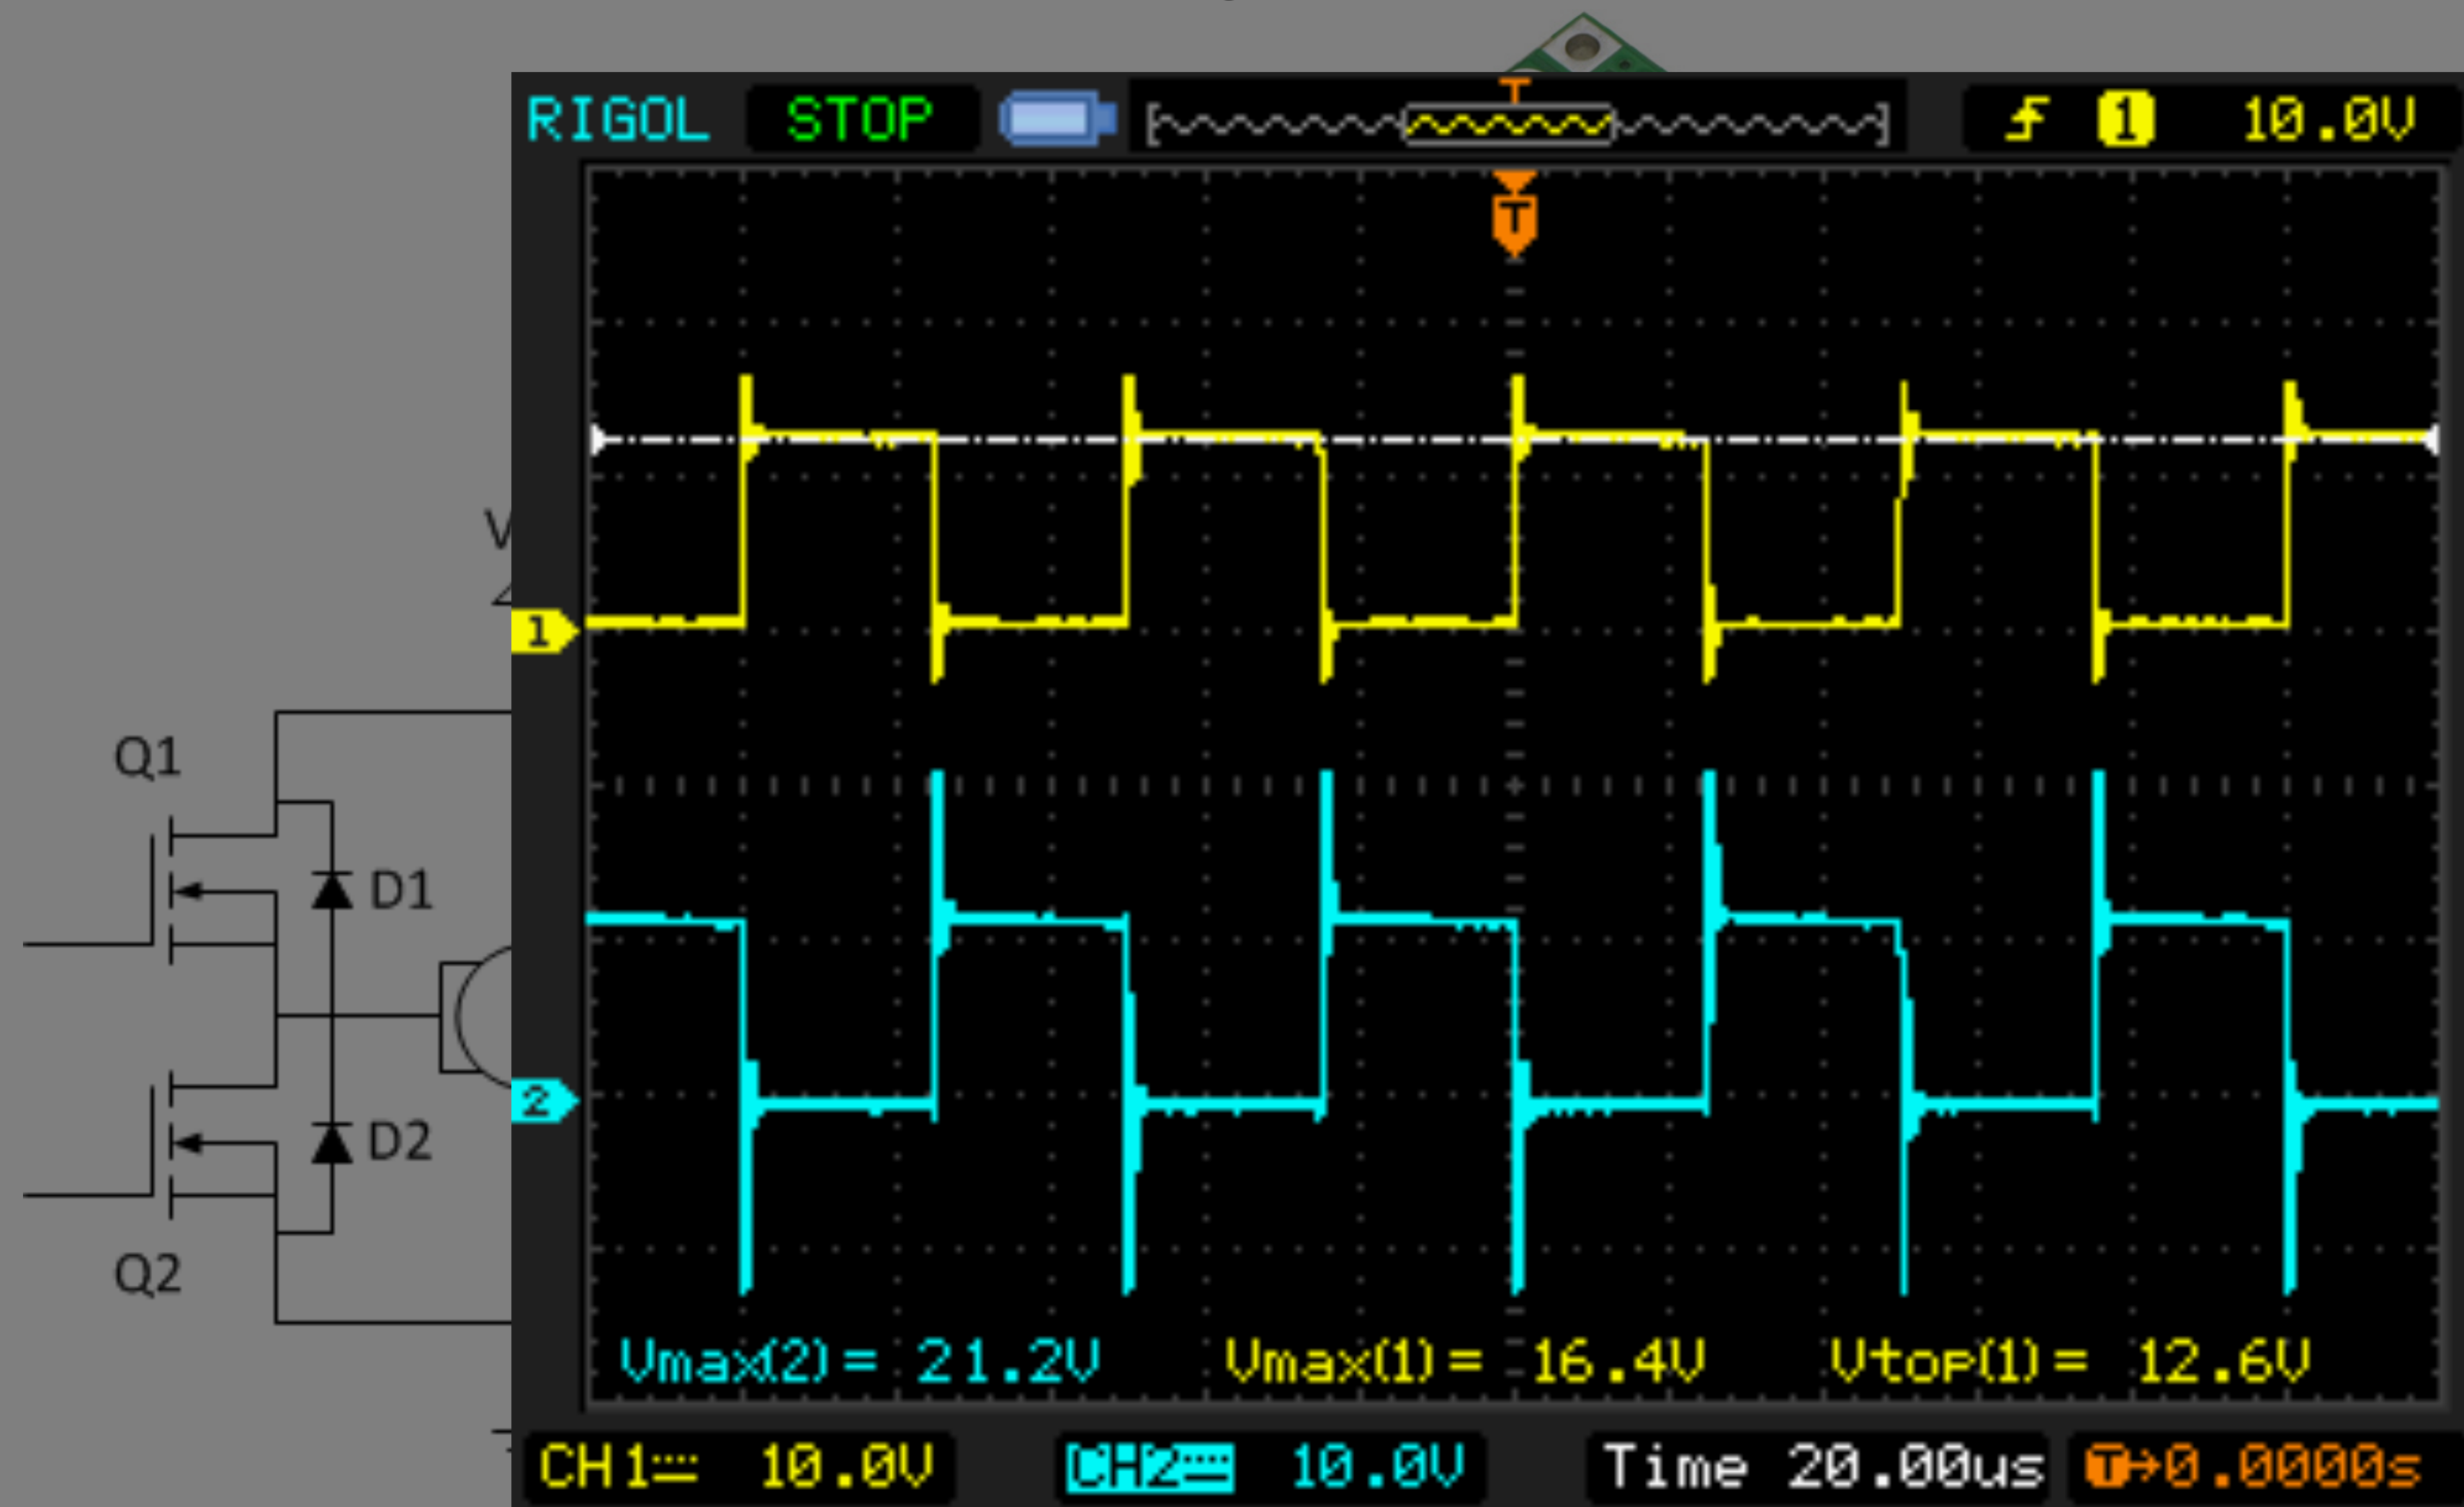 RIGOL STOP T 1 10.0V
T
V
1
Q1
D1
2
D2
Q2
Vmax(2)= 21.2V Vmax(1)= 16.4V Vtop(1)= 12.6V
CH1 10.0V CH2 10.0V Time 20.00us T→0.0000s